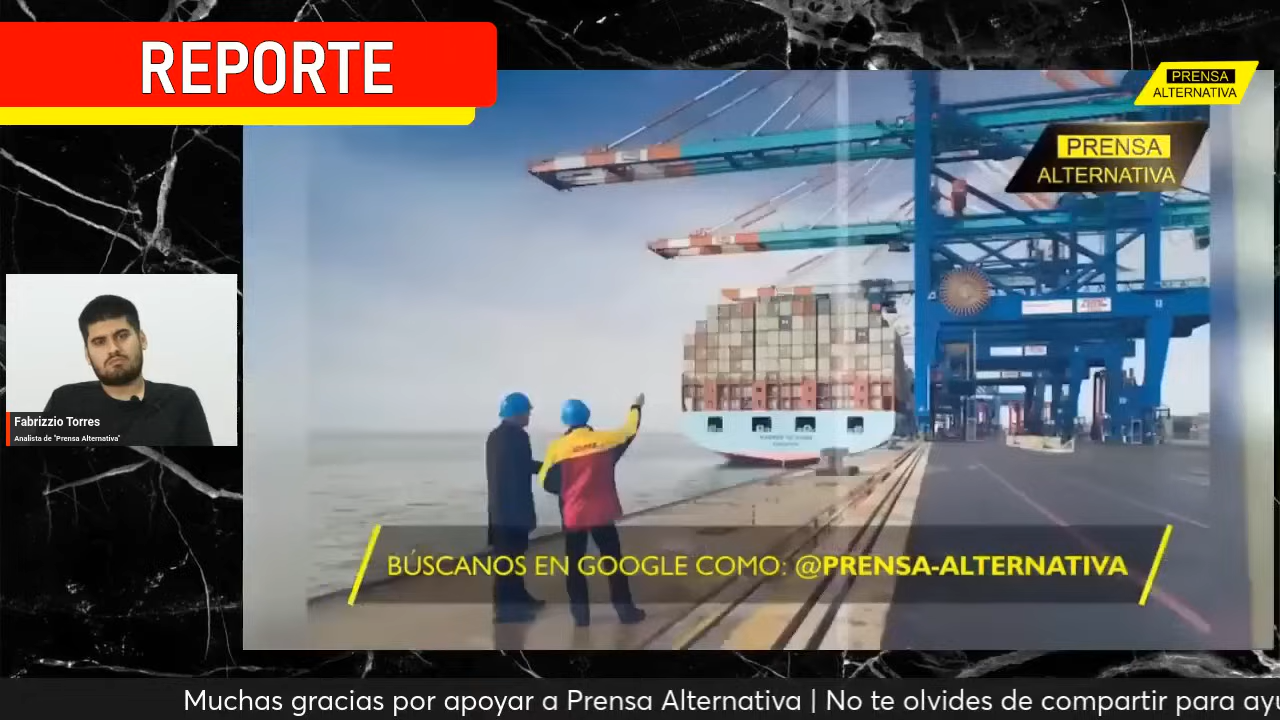 REPORTE
PRENSA
ALTERNATIVA
PRENSA
ALTERNATIVA
Fabrizzio Torres
Analista de "Prensa Alternativa"
BÚSCANOS EN GOOGLE COMO: @PRENSA-ALTERNATIVA
Muchas gracias por apoyar a Prensa Alternativa | No te olvides de compartir para ayu